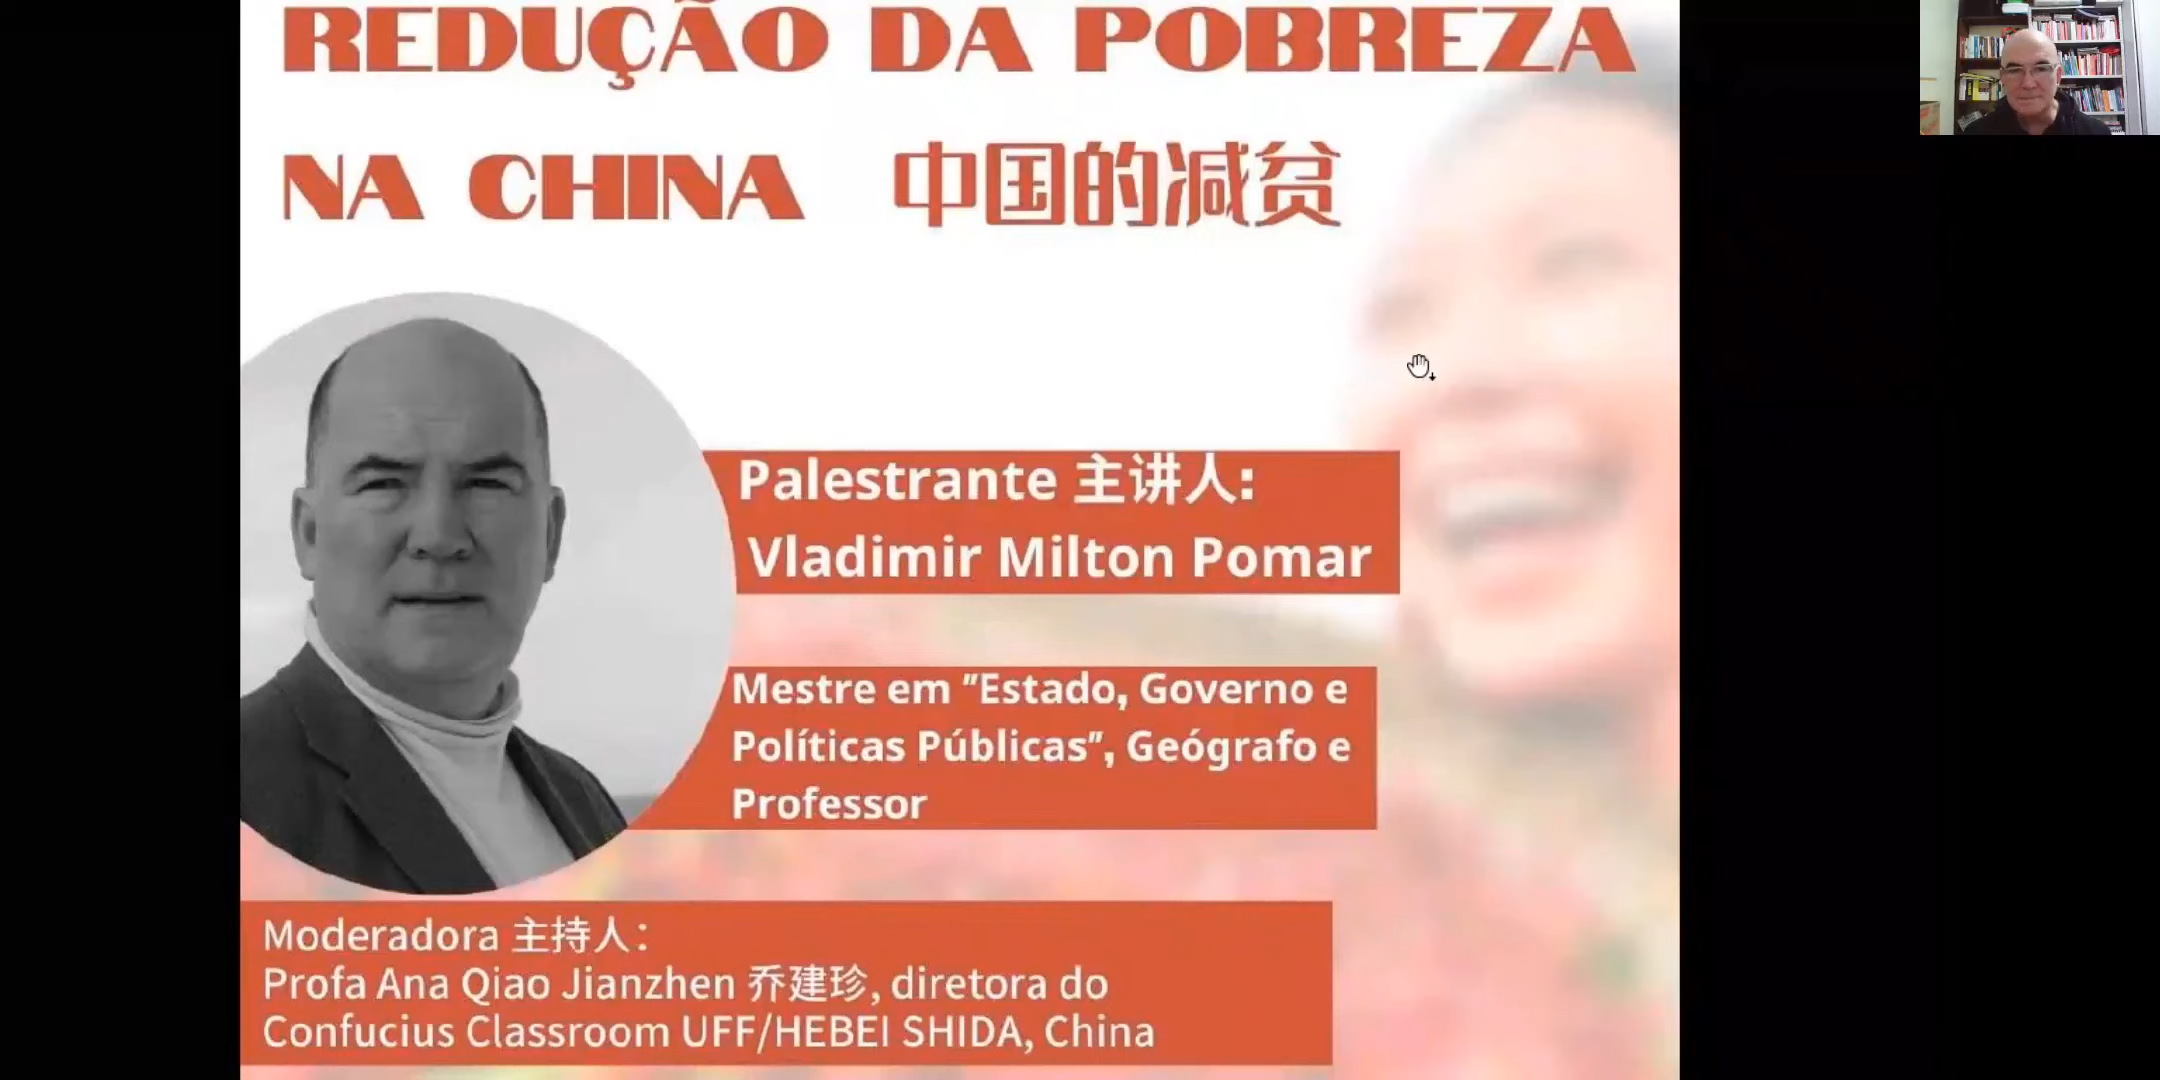 REDUÇÃO DA POBREZA
NA CHINA 中国的减贫
Palestrante 主讲人:
Vladimir Milton Pomar
Mestre em "Estado, Governo e
Políticas Públicas", Geógrafo e
Professor
Moderadora 主持人：
Profa Ana Qiao Jianzhen 乔建珍, diretora do
Confucius Classroom UFF/HEBEI SHIDA, China